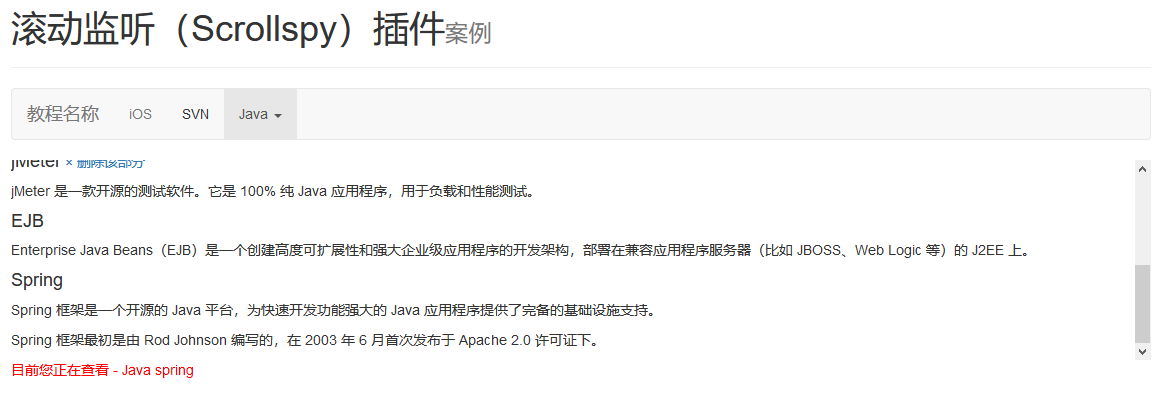 滚动监听（Scrollspy）插件案例
教程名称 iOS SVN Java
jMeter × 删除该部分
jMeter 是一款开源的测试软件。它是 100% 纯 Java 应用程序，用于负载和性能测试。
EJB
Enterprise Java Beans（EJB）是一个创建高度可扩展性和强大企业级应用程序的开发架构，部署在兼容应用程序服务器（比如 JBOSS、Web Logic 等）的 J2EE 上。
Spring
Spring 框架是一个开源的 Java 平台，为快速开发功能强大的 Java 应用程序提供了完备的基础设施支持。
Spring 框架最初是由 Rod Johnson 编写的，在 2003 年 6 月首次发布于 Apache 2.0 许可证下。
目前您正在查看 - Java spring